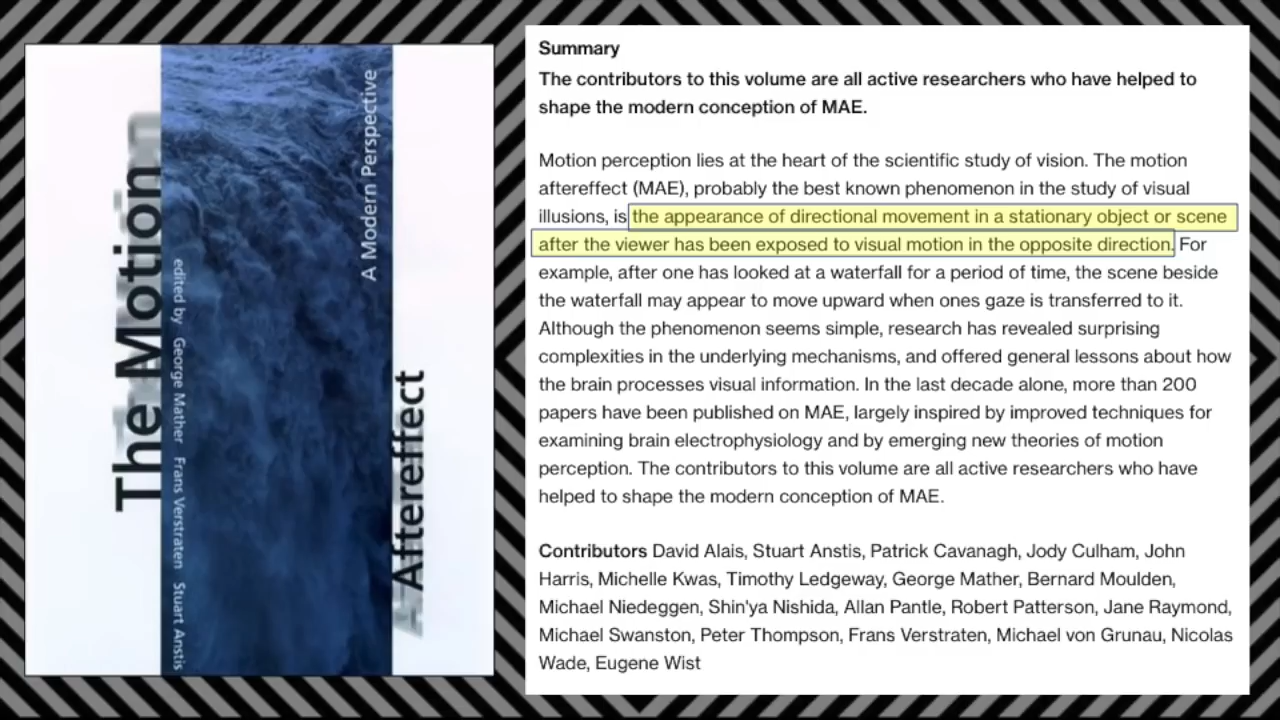 The Motion
edited by George Mather Frans Verstraten Stuart Anstis
A Modern Perspective
Aftereffect
Summary
The contributors to this volume are all active researchers who have helped to
shape the modern conception of MAE.
Motion perception lies at the heart of the scientific study of vision. The motion
aftereffect (MAE), probably the best known phenomenon in the study of visual
illusions, is the appearance of directional movement in a stationary object or scene
after the viewer has been exposed to visual motion in the opposite direction. For
example, after one has looked at a waterfall for a period of time, the scene beside
the waterfall may appear to move upward when ones gaze is transferred to it.
Although the phenomenon seems simple, research has revealed surprising
complexities in the underlying mechanisms, and offered general lessons about how
the brain processes visual information. In the last decade alone, more than 200
papers have been published on MAE, largely inspired by improved techniques for
examining brain electrophysiology and by emerging new theories of motion
perception. The contributors to this volume are all active researchers who have
helped to shape the modern conception of MAE.
Contributors David Alais, Stuart Anstis, Patrick Cavanagh, Jody Culham, John
Harris, Michelle Kwas, Timothy Ledgeway, George Mather, Bernard Moulden,
Michael Niedeggen, Shin'ya Nishida, Allan Pantle, Robert Patterson, Jane Raymond,
Michael Swanston, Peter Thompson, Frans Verstraten, Michael von Grunau, Nicolas
Wade, Eugene Wist